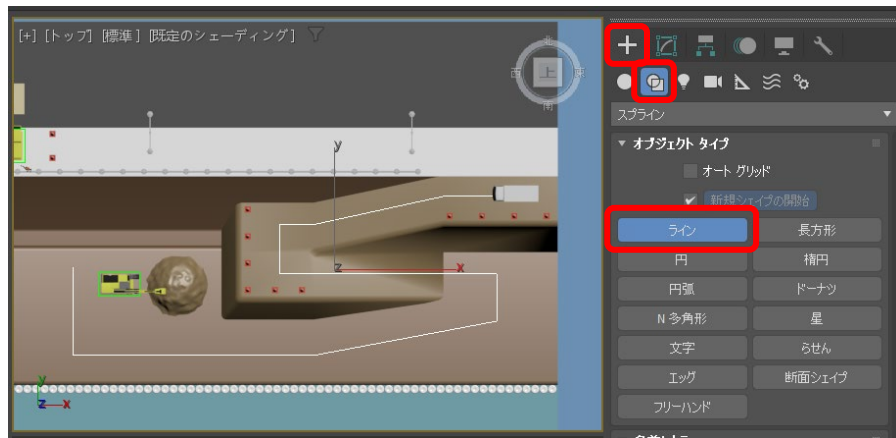 [+] [トップ] [標準] [既定のシェーディング]
北
西 上 東
南
スプライン
オブジェクト タイプ
オート グリッド
新規シェイプの開始
ライン 長方形
円 楕円
円弧 ドーナツ
N 多角形 星
文字 らせん
エッグ 断面シェイプ
フリーハンド
y
z x
y
z x